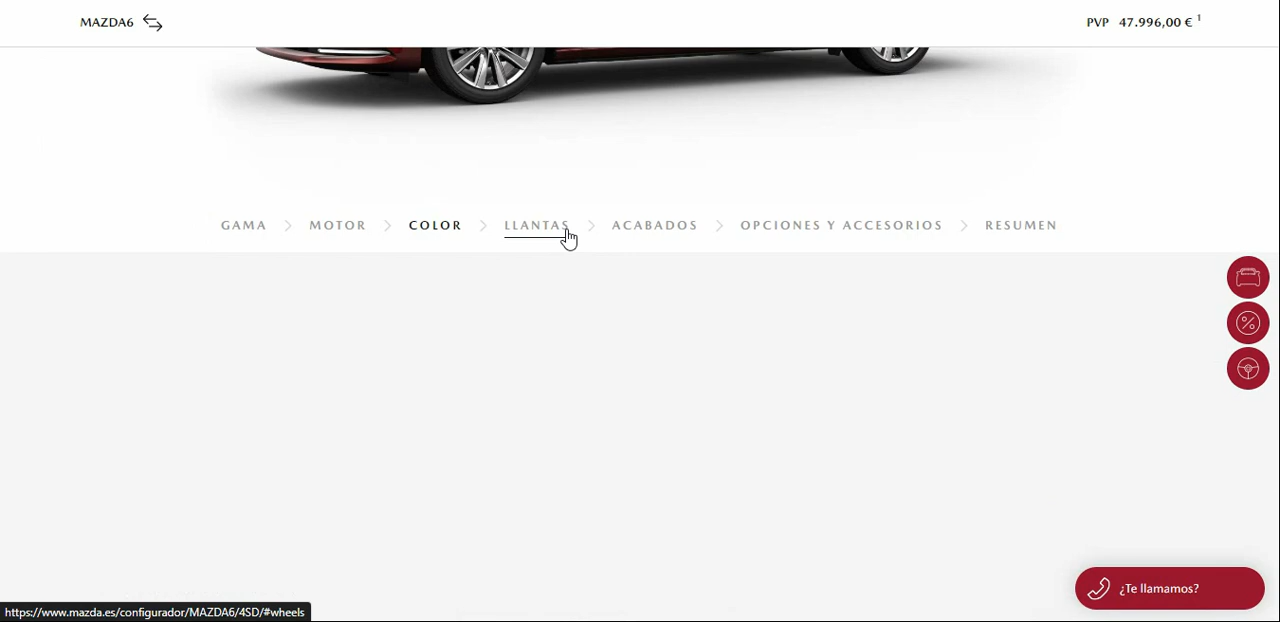 MAZDA6
PVP 47.996,00 € 1
GAMA MOTOR COLOR LLANTAS ACABADOS OPCIONES Y ACCESORIOS RESUMEN
¿Te llamamos?
https://www.mazda.es/configurador/MAZDA6/4SD/#wheels